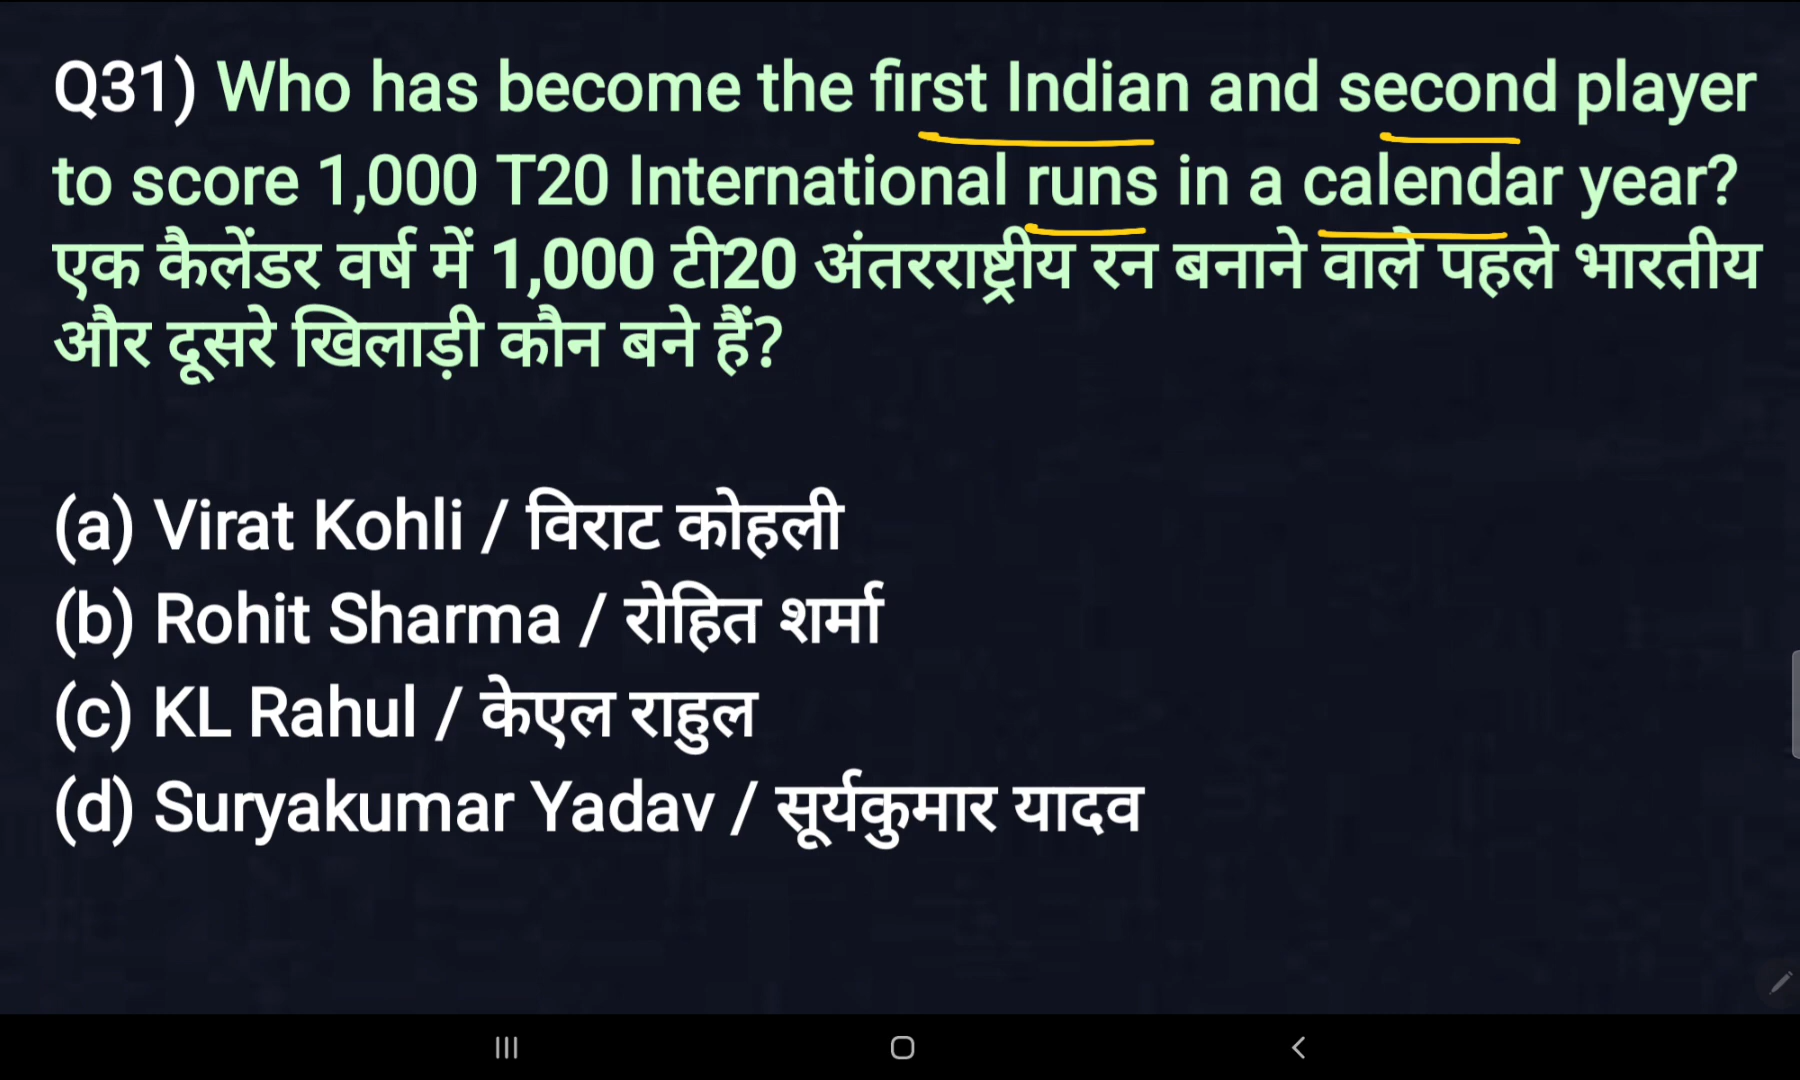 Q31) Who has become the first Indian and second player
to score 1,000 T20 International runs in a calendar year?
एक कैलेंडर वर्ष में 1,000 टी20 अंतरराष्ट्रीय रन बनाने वाले पहले भारतीय
और दूसरे खिलाड़ी कौन बने हैं?
(a) Virat Kohli / विराट कोहली
(b) Rohit Sharma / रोहित शर्मा
(c) KL Rahul / केएल राहुल
(d) Suryakumar Yadav / सूर्यकुमार यादव